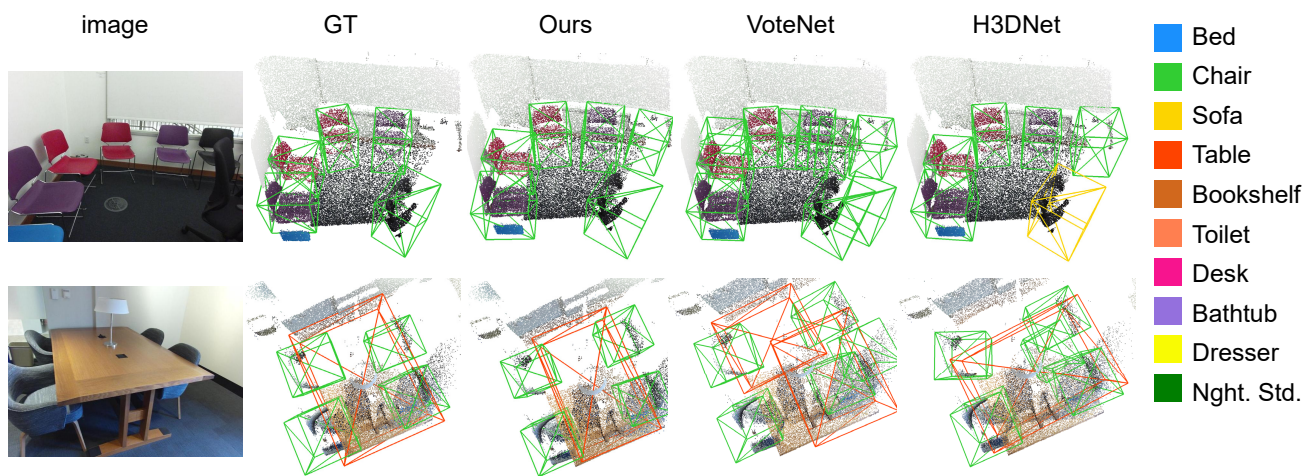 image GT Ours VoteNet H3DNet
Bed
Chair
Sofa
Table
Bookshelf
Toilet
Desk
Bathtub
Dresser
Nght. Std.